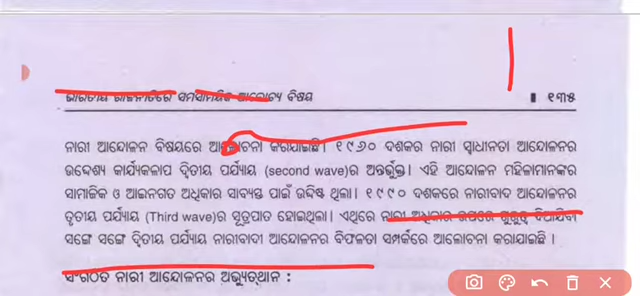 ଭାରତୀୟ ରାଜନୀତିରେ ସମସାମୟିକ ଆଲୋଚ୍ୟ ବିଷୟ ▮ ୧୩୫
ନାରୀ ଆନ୍ଦୋଳନ ବିଷୟରେ ଆଲୋଚନା କରାଯାଇଛି। ୧୯୬୦ ଦଶକର ନାରୀ ସ୍ବାଧୀନତା ଆନ୍ଦୋଳନର
ଉଦ୍ଦେଶ୍ୟ କାର୍ଯ୍ୟକଳାପ ଦ୍ବିତୀୟ ପର୍ଯ୍ୟାୟ (second wave)ର ଅନ୍ତର୍ଭୁକ୍ତ। ଏହି ଆନ୍ଦୋଳନ ମହିଳାମାନଙ୍କର
ସାମାଜିକ ଓ ଆଇନଗତ ଅଧିକାର ସାବ୍ୟସ୍ତ ପାଇଁ ଉଦ୍ଦିଷ୍ଟ ଥିଲା। ୧୯୯୦ ଦଶକରେ ନାରୀବାଦ ଆନ୍ଦୋଳନର
ତୃତୀୟ ପର୍ଯ୍ୟାୟ (Third wave)ର ସୂତ୍ରପାତ ହୋଇଥିଲା। ଏଥିରେ ନାରୀ ଅଧିକାର ଉପରେ ଗୁରୁତ୍ବ ଦିଆଯିବା
ସଙ୍ଗେ ସଙ୍ଗେ ଦ୍ବିତୀୟ ପର୍ଯ୍ୟାୟ ନାରୀବାଦୀ ଆନ୍ଦୋଳନର ବିଫଳତା ସମ୍ପର୍କରେ ଆଲୋଚନା କରାଯାଇଛି ।
ସଂଗଠିତ ନାରୀ ଆନ୍ଦୋଳନର ଅଭ୍ୟୁତ୍‌ଥାନ :